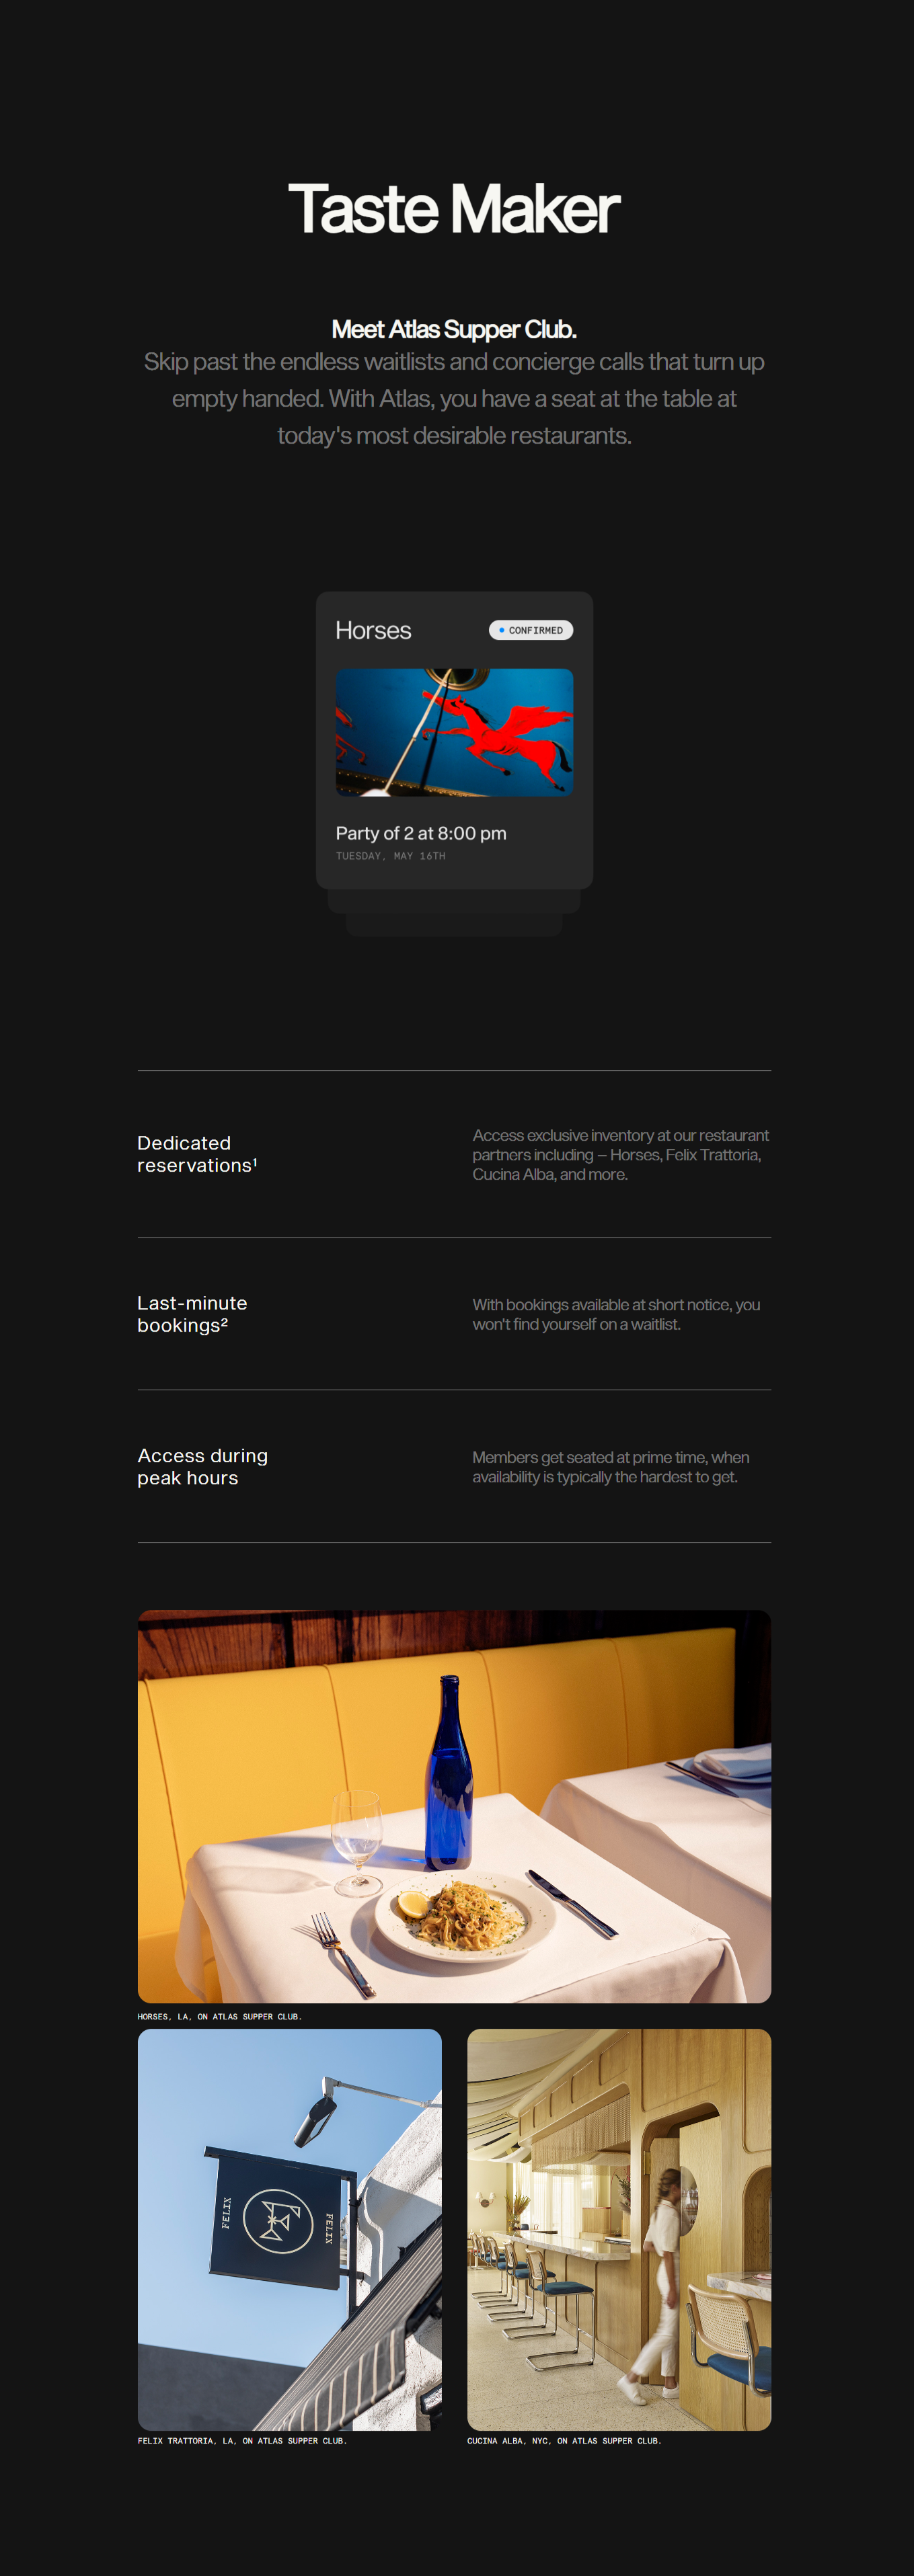 Taste Maker
Meet Atlas Supper Club.
Skip past the endless waitlists and concierge calls that turn up
empty handed. With Atlas, you have a seat at the table at
today's most desirable restaurants.
Horses
CONFIRMED
Party of 2 at 8:00 pm
TUESDAY, MAY 16TH
Dedicated
reservations¹
Access exclusive inventory at our restaurant
partners including – Horses, Felix Trattoria,
Cucina Alba, and more.
Last-minute
bookings²
With bookings available at short notice, you
won't find yourself on a waitlist.
Access during
peak hours
Members get seated at prime time, when
availability is typically the hardest to get.
HORSES, LA, ON ATLAS SUPPER CLUB.
FELIX
FELIX
FELIX TRATTORIA, LA, ON ATLAS SUPPER CLUB.
CUCINA ALBA, NYC, ON ATLAS SUPPER CLUB.